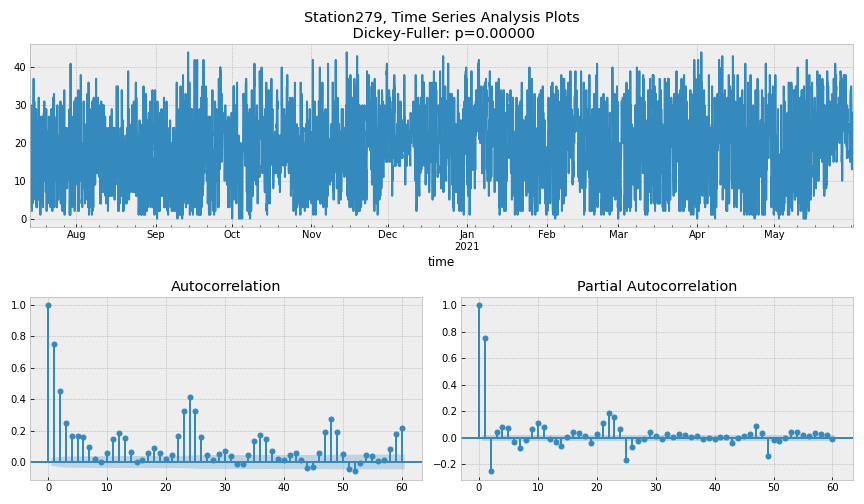 Station279, Time Series Analysis Plots
Dickey-Fuller: p=0.00000
40
30
20
10
0
Aug Sep Oct Nov Dec Jan Feb Mar Apr May
2021
time
Autocorrelation
1.0
0.8
0.6
0.4
0.2
0.0
0 10 20 30 40 50 60
Partial Autocorrelation
1.0
0.8
0.6
0.4
0.2
0.0
−0.2
0 10 20 30 40 50 60